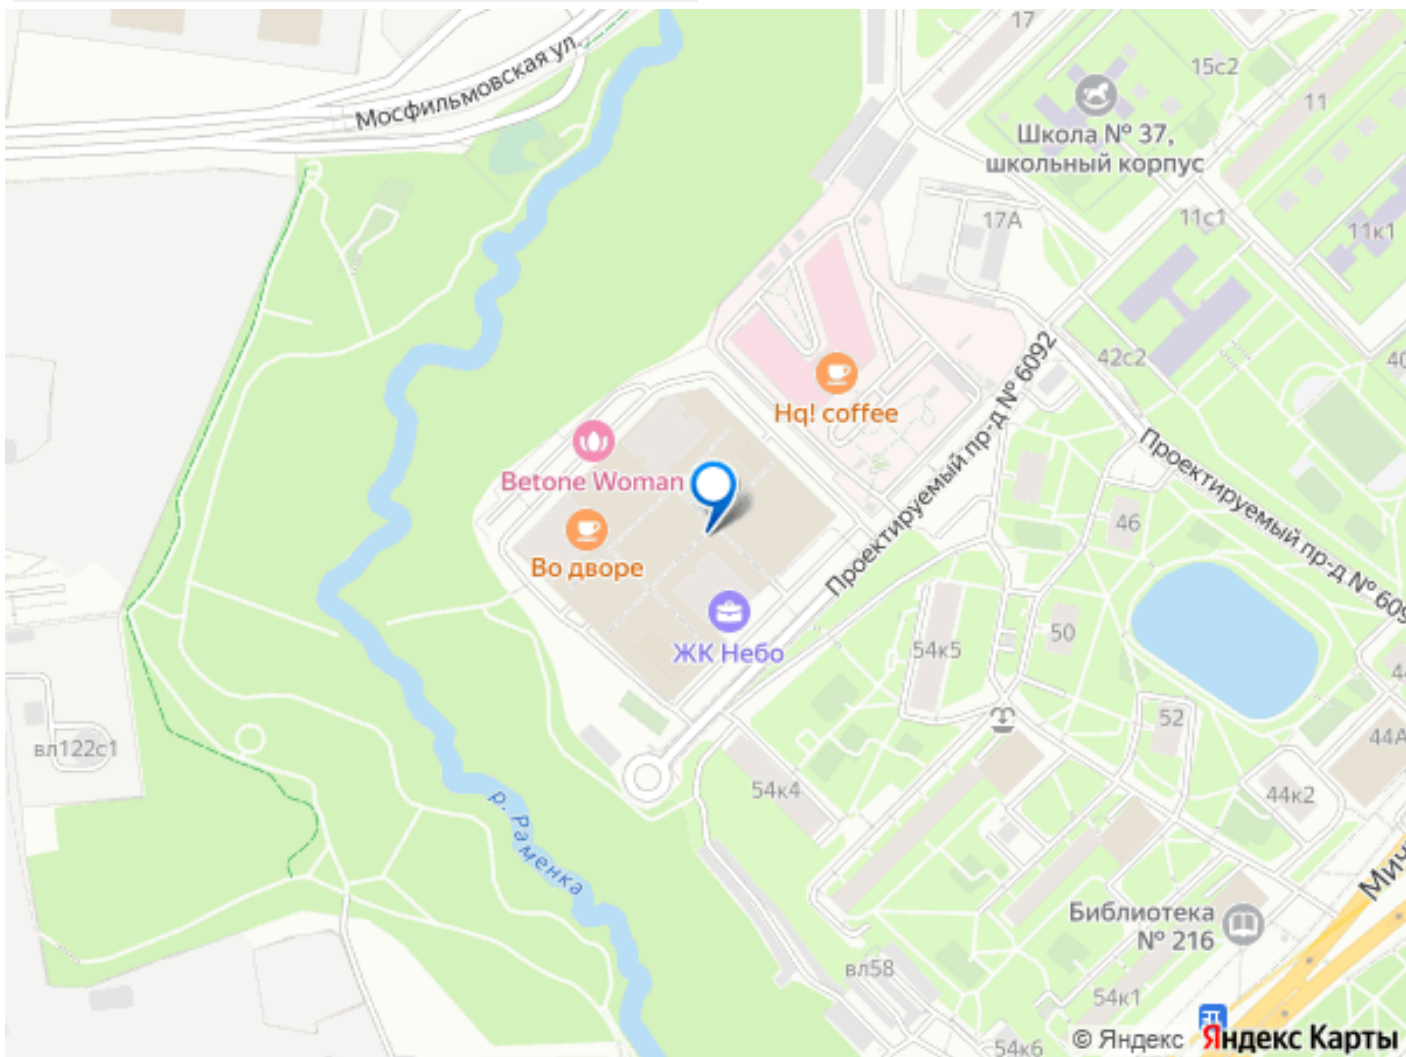 17
15с2
11
Мосфильмовская ул.
Школа № 37,
школьный корпус
17А
11с1
11к1
Проектируемый пр-д № 6092
42с2
40
Hq! coffee
Betone Woman
Во дворе
Проектируемый пр-д № 609
46
ЖК Небо
54к5
50
44
вл122с1
52
44А
54к4
44к2
р. Раменка
Мич
Библиотека
№ 216
вл58
54к1
54к6
© Яндекс Яндекс Карты